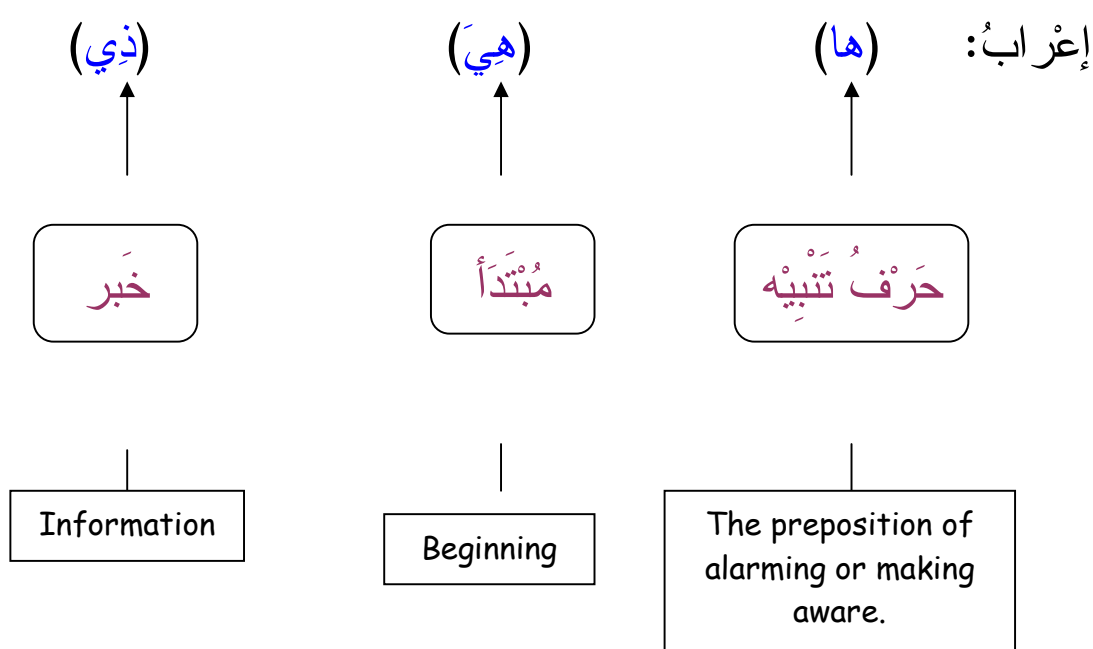 إعْرابُ: (ها) (هِيَ) (ذِي)
حَرْفُ تَنْبِيْه مُبْتَدَأ خَبَر
The preposition of
alarming or making
aware.
Beginning
Information